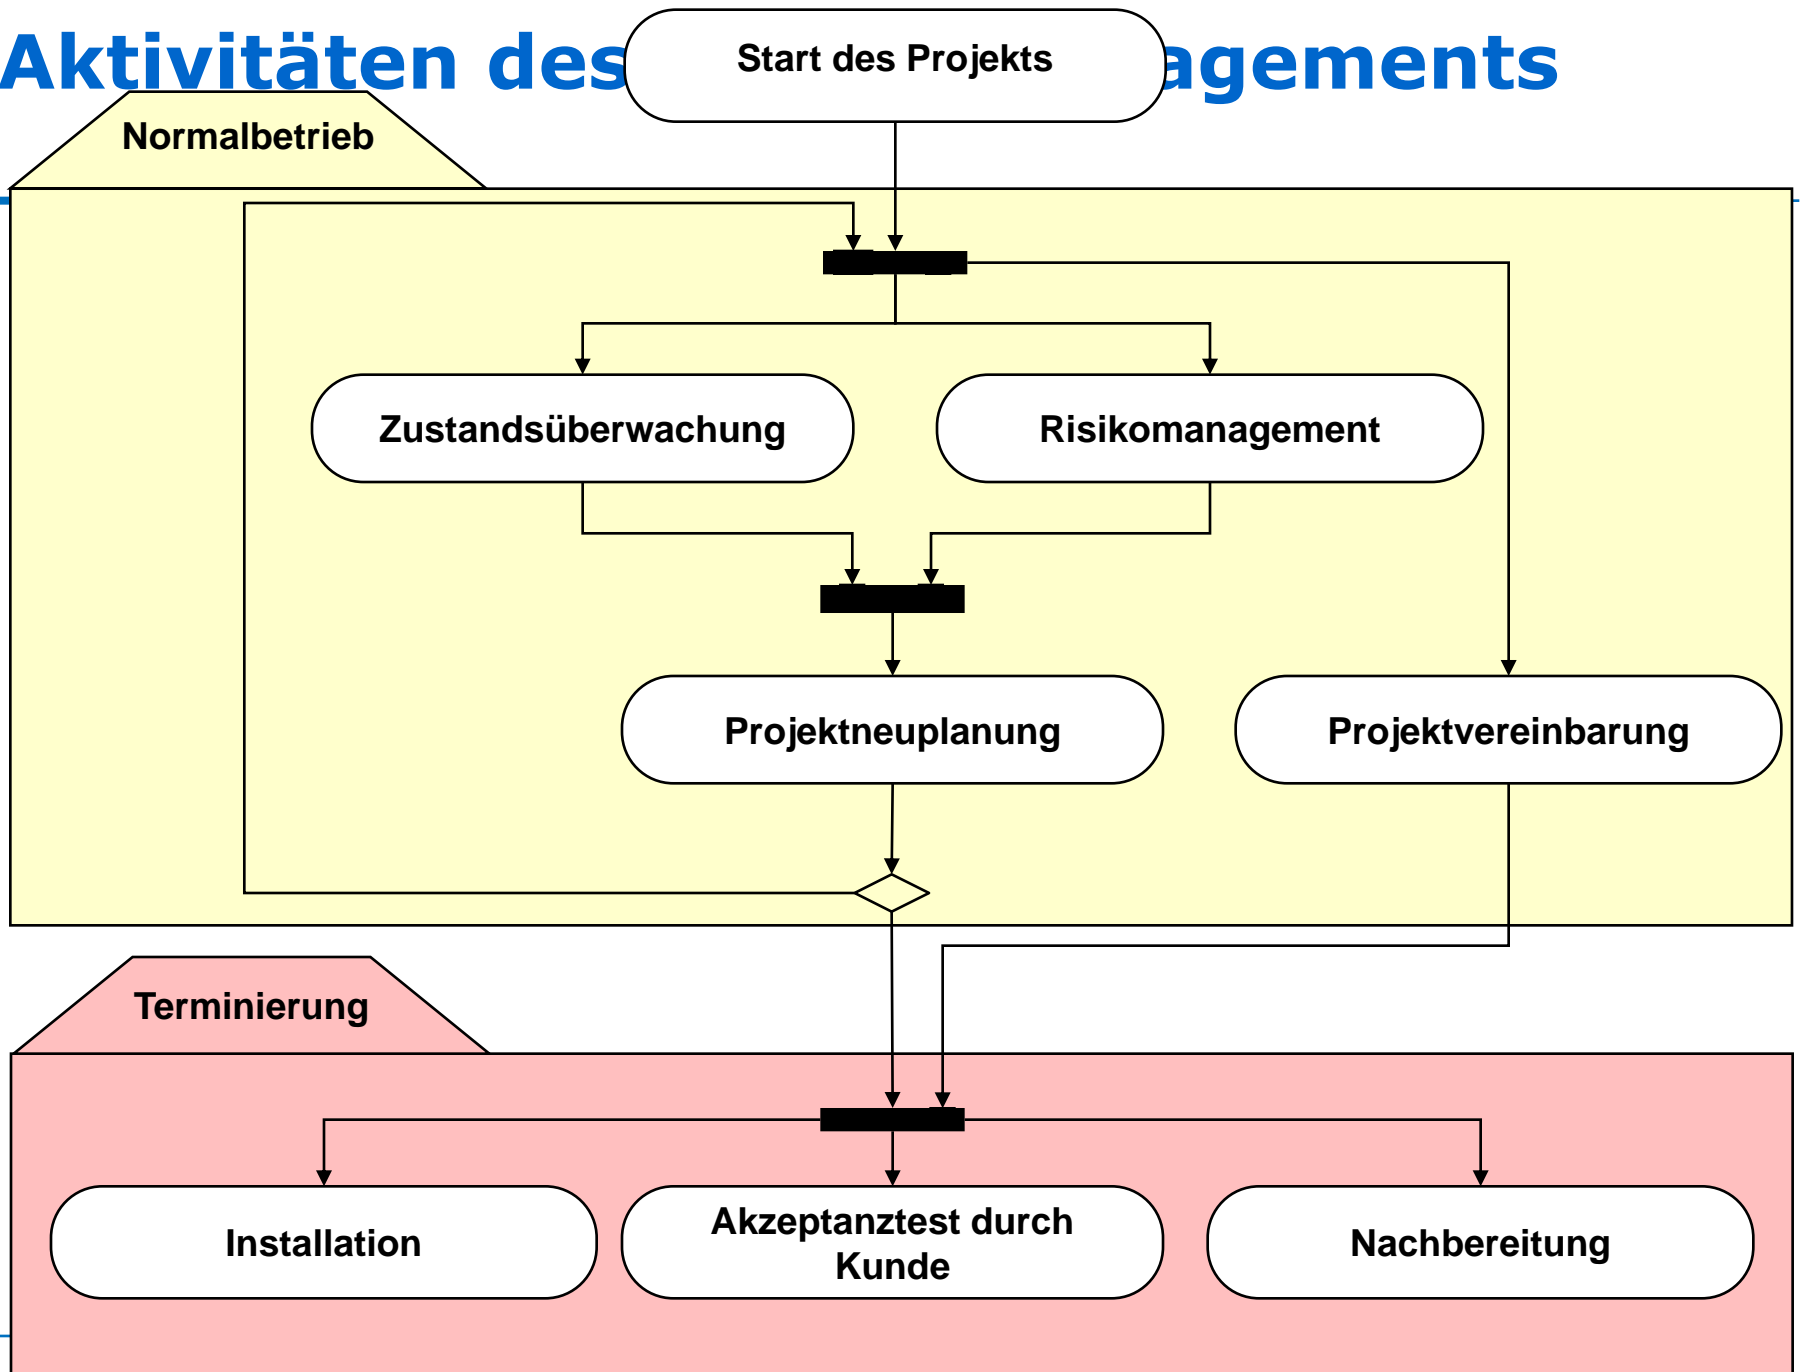 Aktivitäten des agements
Start des Projekts
Normalbetrieb
Zustandsüberwachung
Risikomanagement
Projektneuplanung
Projektvereinbarung
Terminierung
Installation
Akzeptanztest durch
Kunde
Nachbereitung